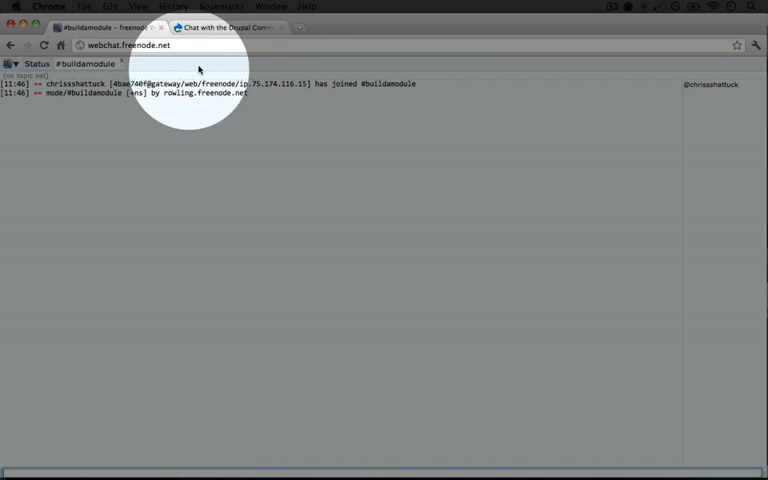 Chrome File Edit View History Bookmarks Window Help
#buildamodule - freenode Chat with the Drupal Comm
webchat.freenode.net
Status #buildamodule x
(no topic set)
[11:46] == chrissshattuck [4bae740f@gateway/web/freenode/ip.75.174.116.15] has joined #buildamodule @chrissshattuck
[11:46] == mode/#buildamodule [+ns] by rowling.freenode.net